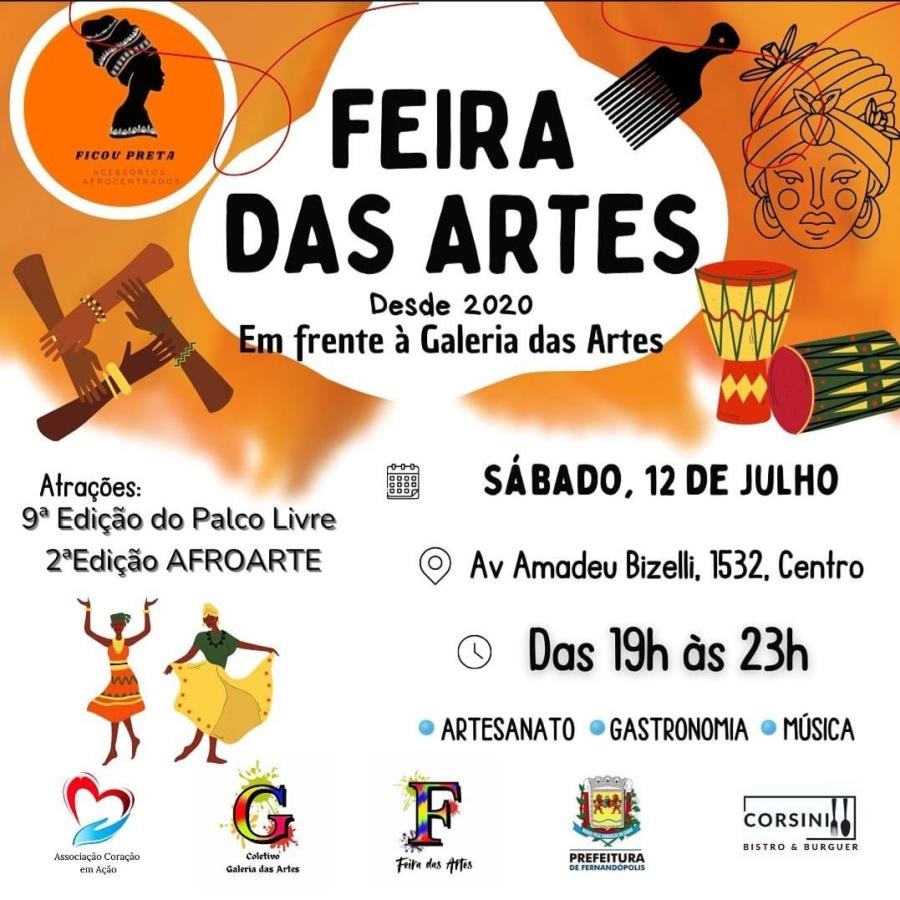 FICOU PRETA
ACESSÓRIOS
AFROCENTRADOS
FEIRA
DAS ARTES
Desde 2020
Em frente à Galeria das Artes
Atrações:
9ª Edição do Palco Livre
2ªEdição AFROARTE
SÁBADO, 12 DE JULHO
Av Amadeu Bizelli, 1532, Centro
Das 19h às 23h
ARTESANATO GASTRONOMIA MÚSICA
Associação Coração
em Ação
G
Coletivo
Galeria das Artes
F
Feira das Artes
PREFEITURA
DE FERNANDÓPOLIS
CORSINI
BISTRO & BURGUER